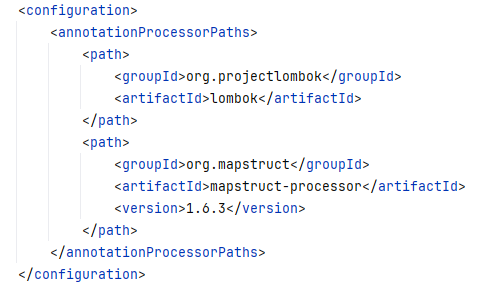 <configuration>
    <annotationProcessorPaths>
        <path>
            <groupId>org.projectlombok</groupId>
            <artifactId>lombok</artifactId>
        </path>
        <path>
            <groupId>org.mapstruct</groupId>
            <artifactId>mapstruct-processor</artifactId>
            <version>1.6.3</version>
        </path>
    </annotationProcessorPaths>
</configuration>